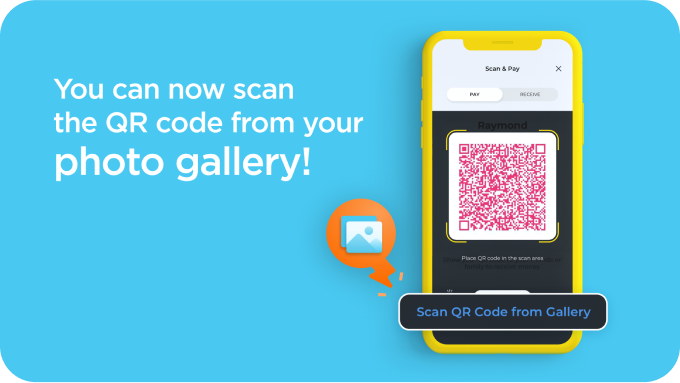 You can now scan
the QR code from your
photo gallery!
Scan & Pay
PAY
RECEIVE
Raymond
Place QR code in the scan area
Scan QR Code from Gallery